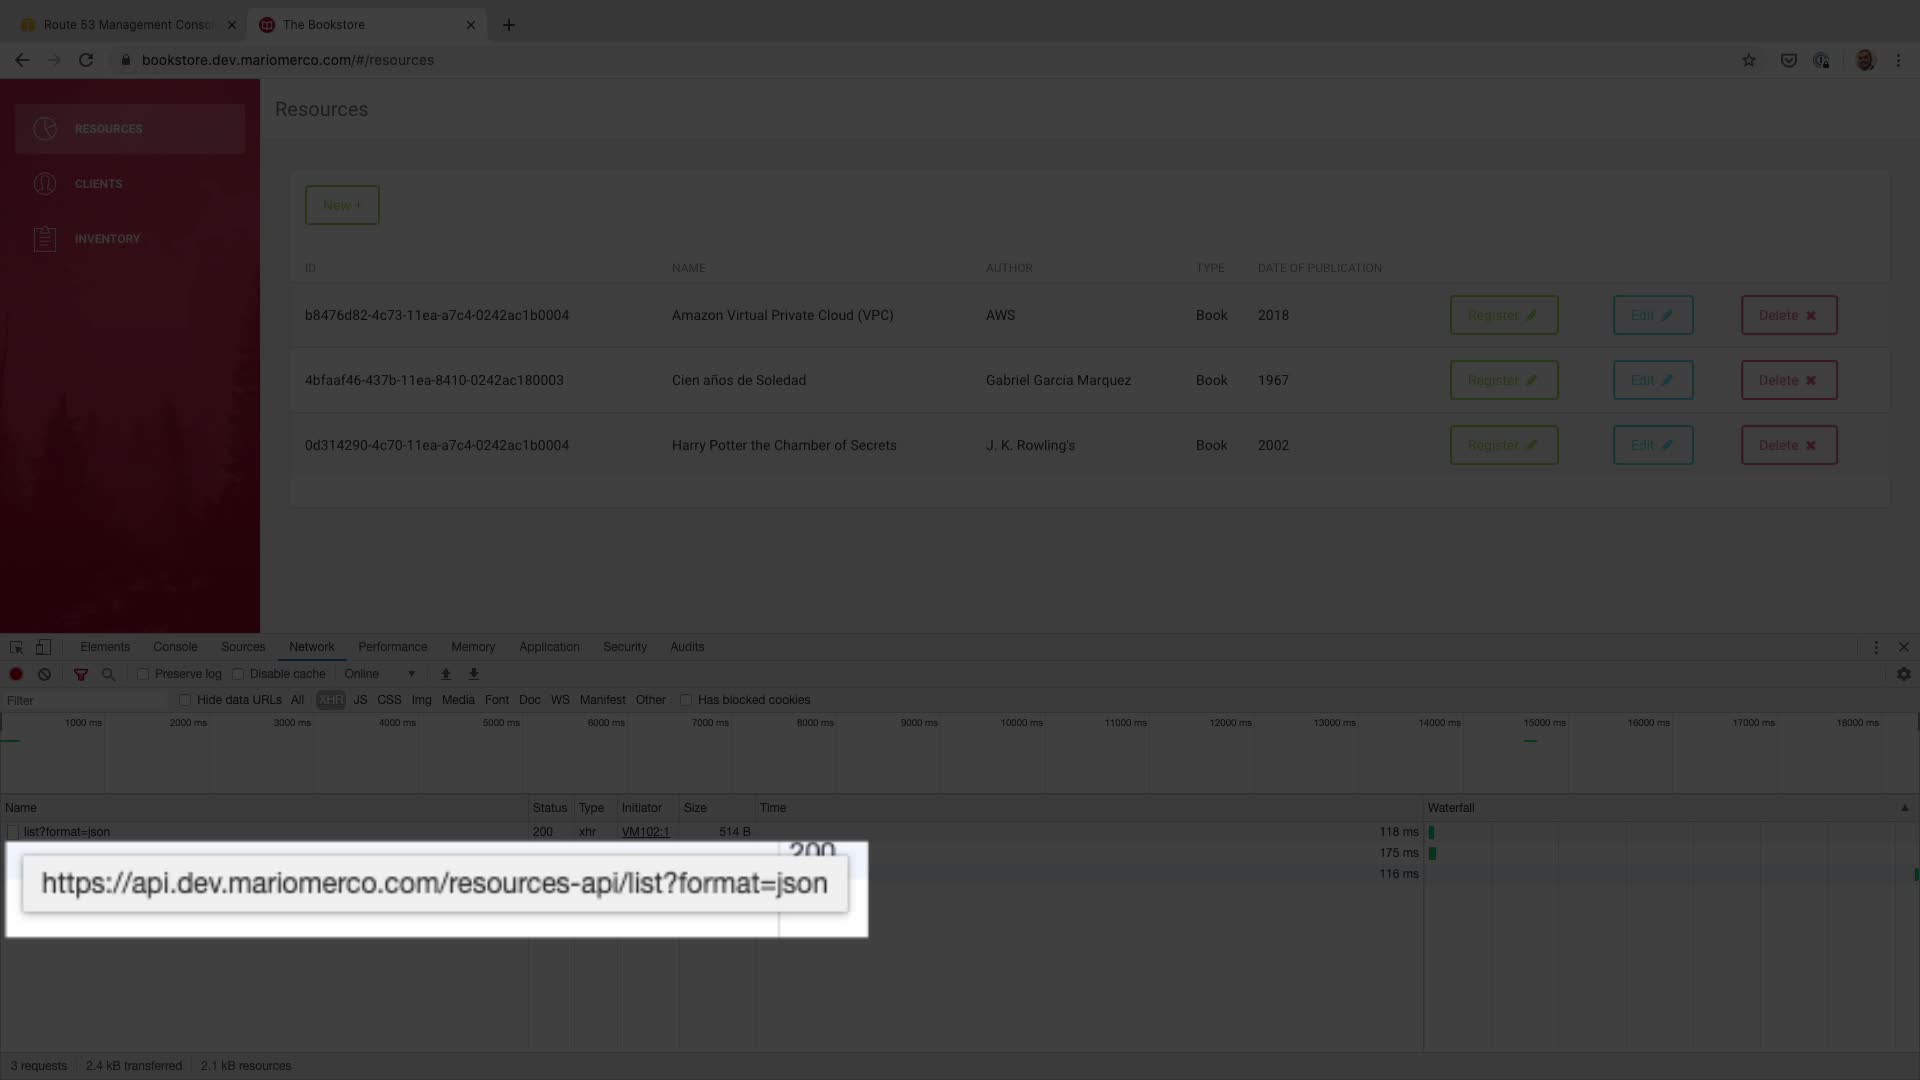 Route 53 Management Consol
The Bookstore
bookstore.dev.mariomerco.com/#/resources
RESOURCES
CLIENTS
INVENTORY
Resources
New +
ID NAME AUTHOR TYPE DATE OF PUBLICATION
b8476d82-4c73-11ea-a7c4-0242ac1b0004 Amazon Virtual Private Cloud (VPC) AWS Book 2018 Register Edit Delete
4bfaaf46-437b-11ea-8410-0242ac180003 Cien años de Soledad Gabriel García Marquez Book 1967 Register Edit Delete
0d314290-4c70-11ea-a7c4-0242ac1b0004 Harry Potter the Chamber of Secrets J. K. Rowling's Book 2002 Register Edit Delete
Elements Console Sources Network Performance Memory Application Security Audits
Preserve log Disable cache Online
Filter Hide data URLs All XHR JS CSS Img Media Font Doc WS Manifest Other Has blocked cookies
1000 ms 2000 ms 3000 ms 4000 ms 5000 ms 6000 ms 7000 ms 8000 ms 9000 ms 10000 ms 11000 ms 12000 ms 13000 ms 14000 ms 15000 ms 16000 ms 17000 ms 18000 ms
Name Status Type Initiator Size Time Waterfall
list?format=json 200 xhr VM102:1 514 B 118 ms
200 175 ms
https://api.dev.mariomerco.com/resources-api/list?format=json 116 ms
3 requests 2.4 kB transferred 2.1 kB resources